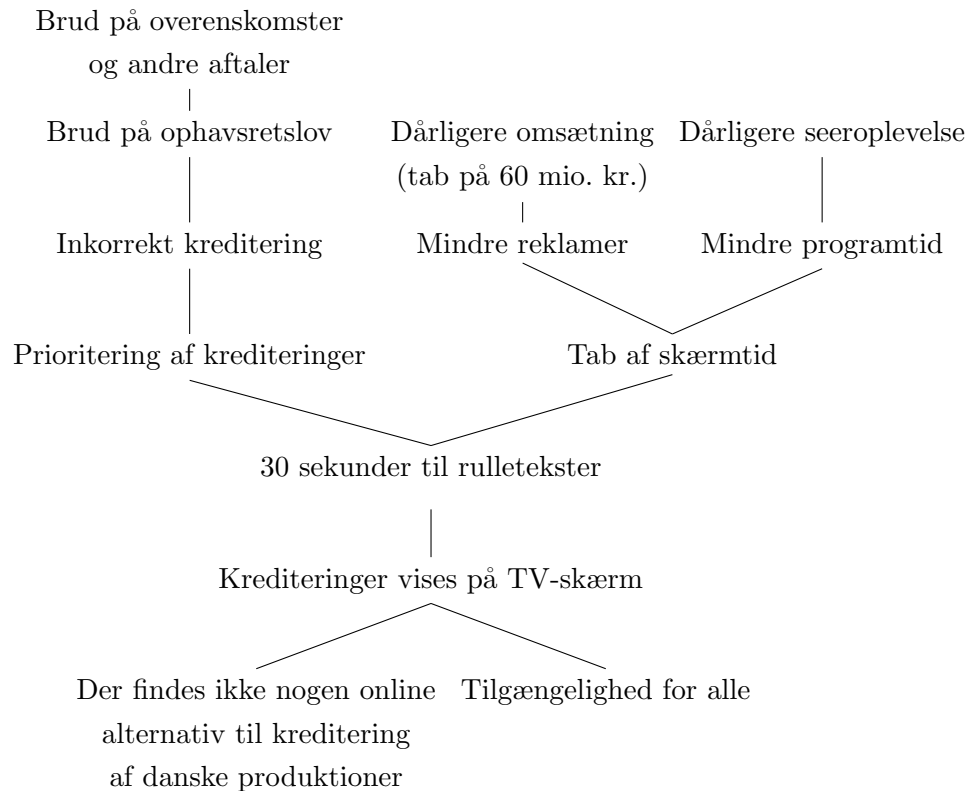 Brud på overenskomster
og andre aftaler
Brud på ophavsretslov
Dårligere omsætning
(tab på 60 mio. kr.)
Dårligere seeroplevelse
Inkorrekt kreditering
Mindre reklamer
Mindre programtid
Prioritering af krediteringer
Tab af skærmtid
30 sekunder til rulletekster
Krediteringer vises på TV-skærm
Der findes ikke nogen online
alternativ til kreditering
af danske produktioner
Tilgængelighed for alle